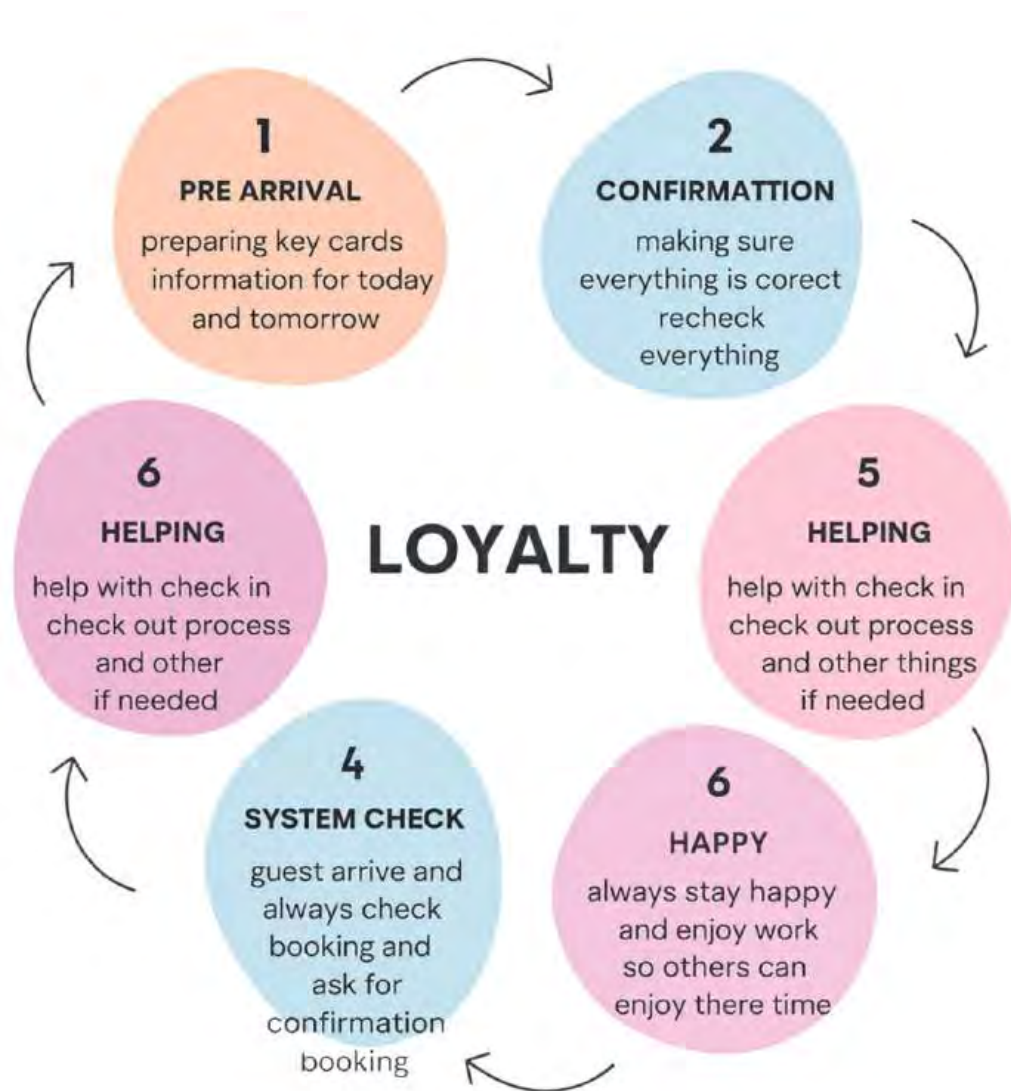 1
PRE ARRIVAL
preparing key cards
information for today
and tomorrow
2
CONFIRMATTION
making sure
everything is corect
recheck
everything
5
HELPING
help with check in
check out process
and other things
if needed
6
HAPPY
always stay happy
and enjoy work
so others can
enjoy there time
4
SYSTEM CHECK
guest arrive and
always check
booking and
ask for
confirmation
booking
6
HELPING
help with check in
check out process
and other
if needed
LOYALTY